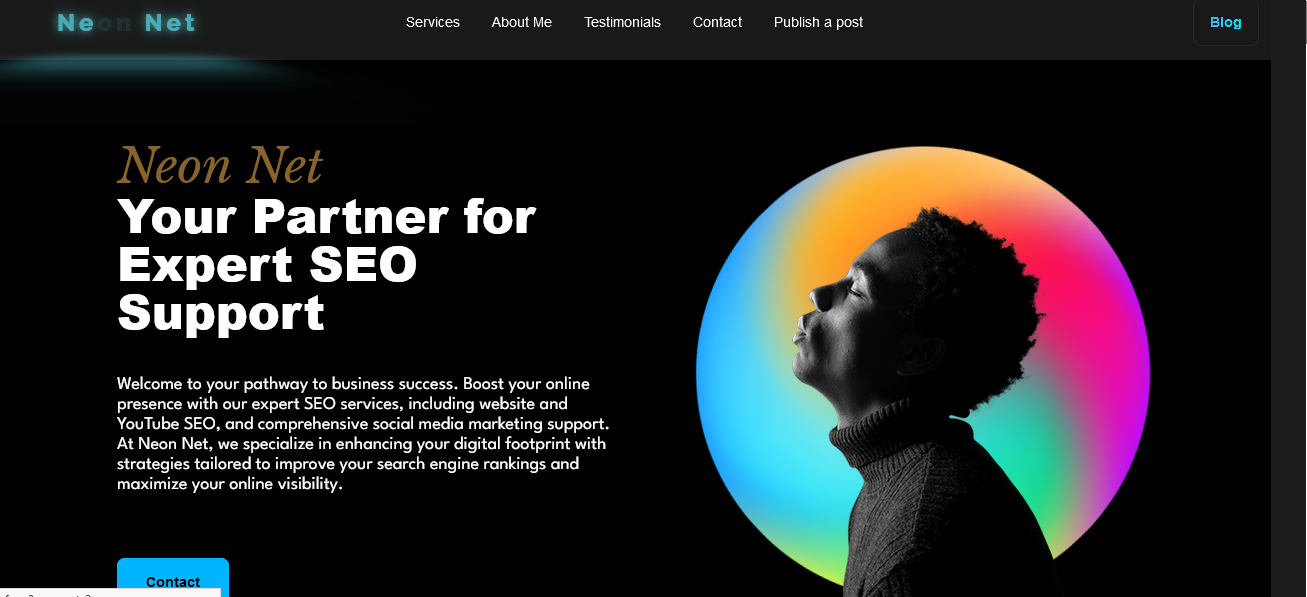 Neon Net
Services
About Me
Testimonials
Contact
Publish a post
Blog
Neon Net
Your Partner for
Expert SEO
Support
Welcome to your pathway to business success. Boost your online
presence with our expert SEO services, including website and
YouTube SEO, and comprehensive social media marketing support.
At Neon Net, we specialize in enhancing your digital footprint with
strategies tailored to improve your search engine rankings and
maximize your online visibility.
Contact